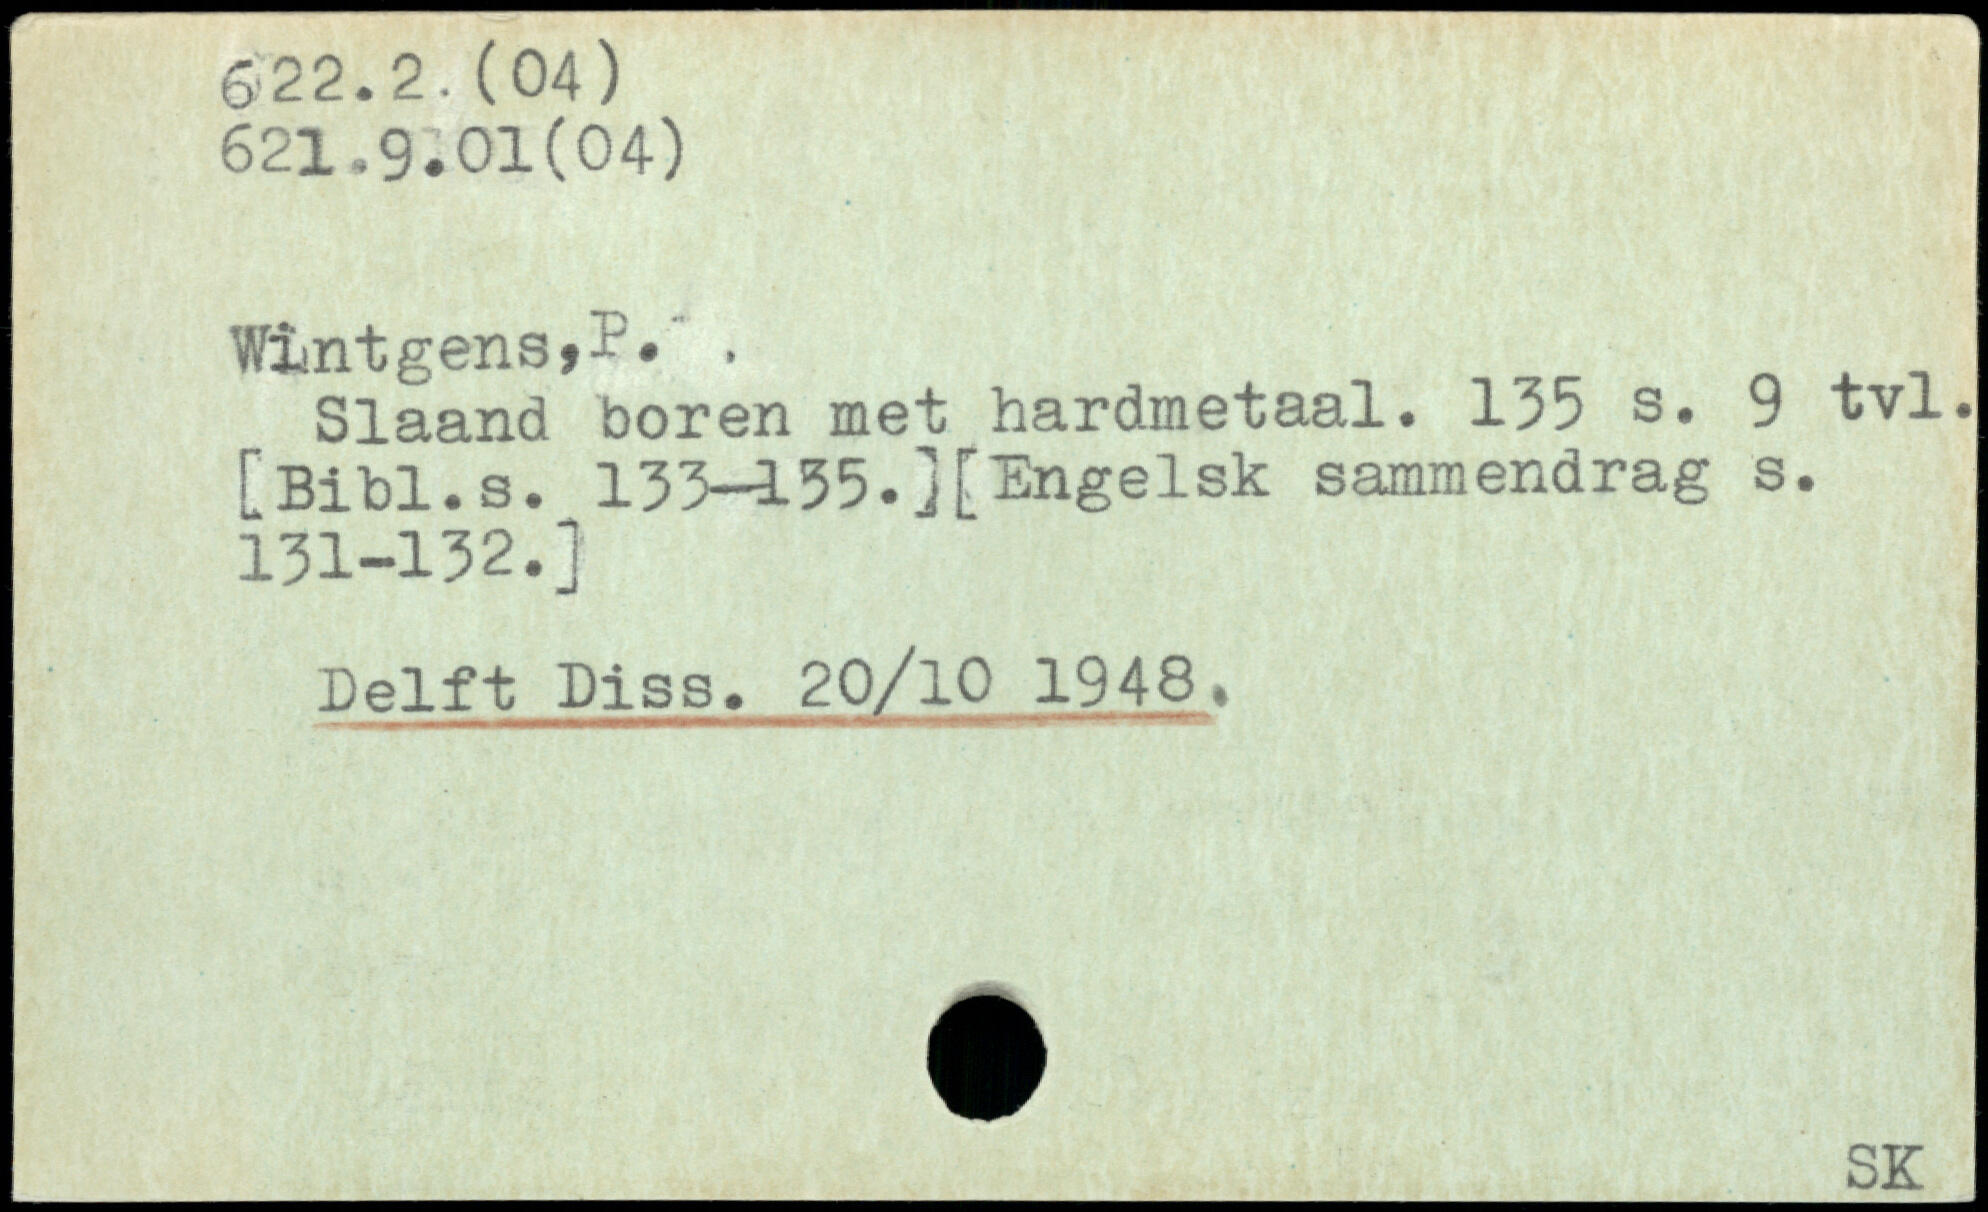 622.2.(04)
621.9.01(04)
Wintgens,P. .
Slaand boren met hardmetaal. 135 s. 9 tvl.
[Bibl.s. 133-135.][Engelsk sammendrag s.
131-132.]
Delft Diss. 20/10 1948.
SK